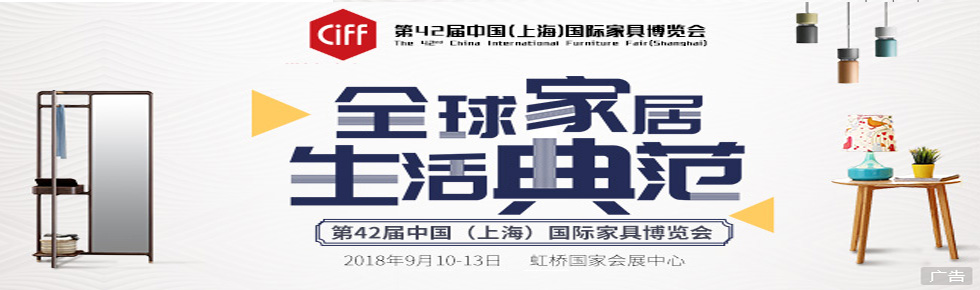 CiFF
第42届中国(上海)国际家具博览会
The 42nd China International Furniture Fair(Shanghai)
全球家居
生活典范
第42届中国（上海）国际家具博览会
2018年9月10-13日 虹桥国家会展中心
广告